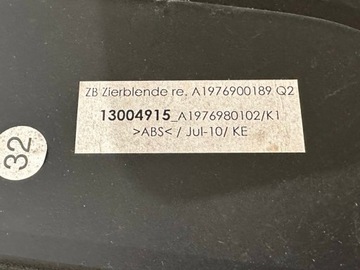 ZB Zierblende re. A1976900189 Q2
13004915_A1976980102/K1
>ABS< / Jul-10/ KE
32